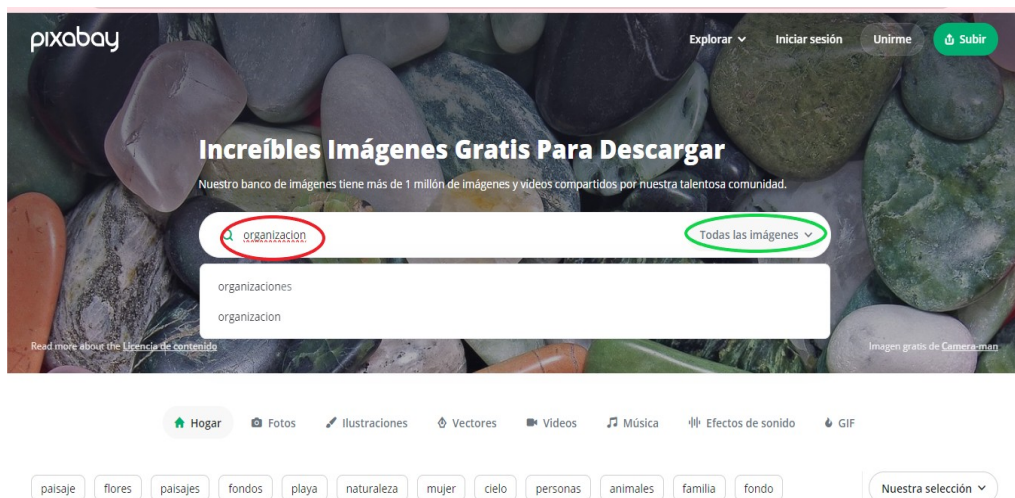 pixabay
Explorar Iniciar sesión Unirme Subir
Increíbles Imágenes Gratis Para Descargar
Nuestro banco de imágenes tiene más de 1 millón de imágenes y videos compartidos por nuestra talentosa comunidad.
organizacion Todas las imágenes
organizaciones
organizacion
Read more about the Licencia de contenido Imagen gratis de Camera-man
Hogar Fotos Ilustraciones Vectores Videos Música Efectos de sonido GIF
paisaje flores paisajes fondos playa naturaleza mujer cielo personas animales familia fondo Nuestra selección